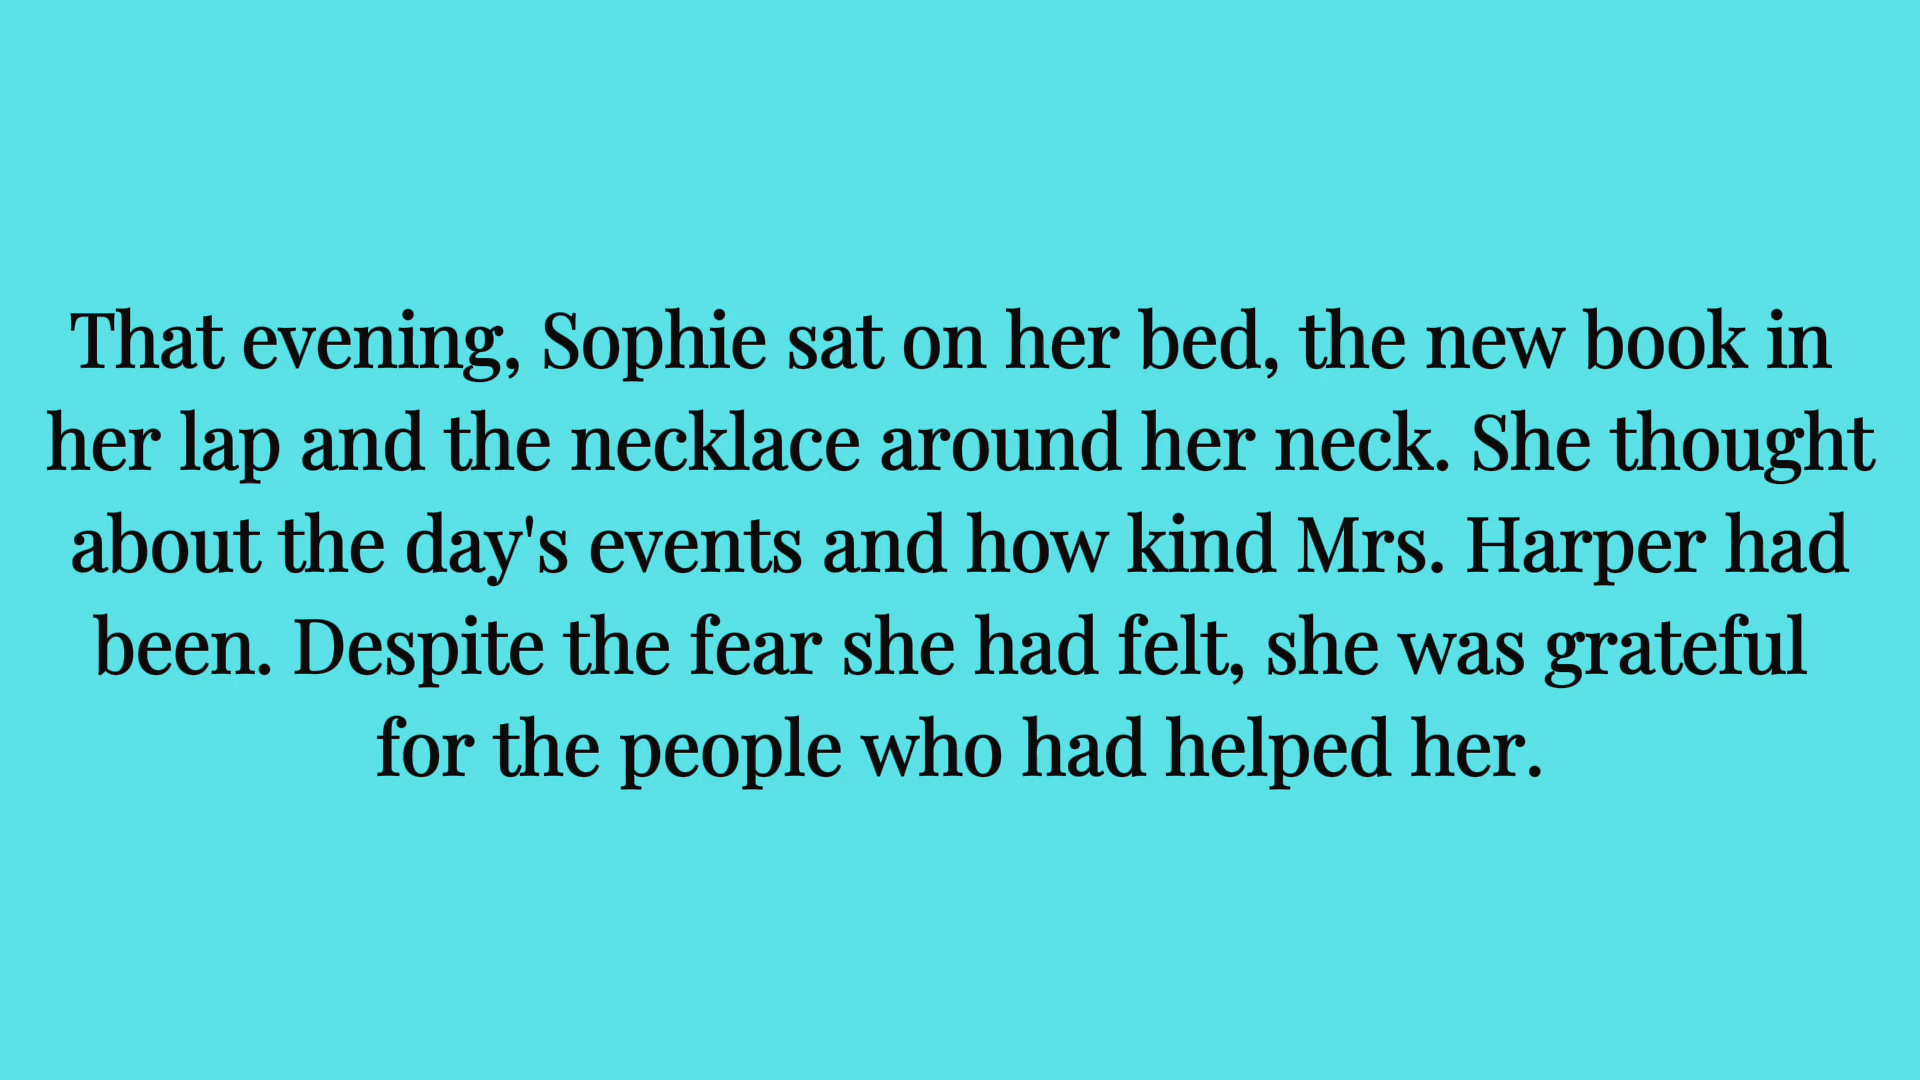 That evening, Sophie sat on her bed, the new book in
her lap and the necklace around her neck. She thought
about the day's events and how kind Mrs. Harper had
been. Despite the fear she had felt, she was grateful
for the people who had helped her.